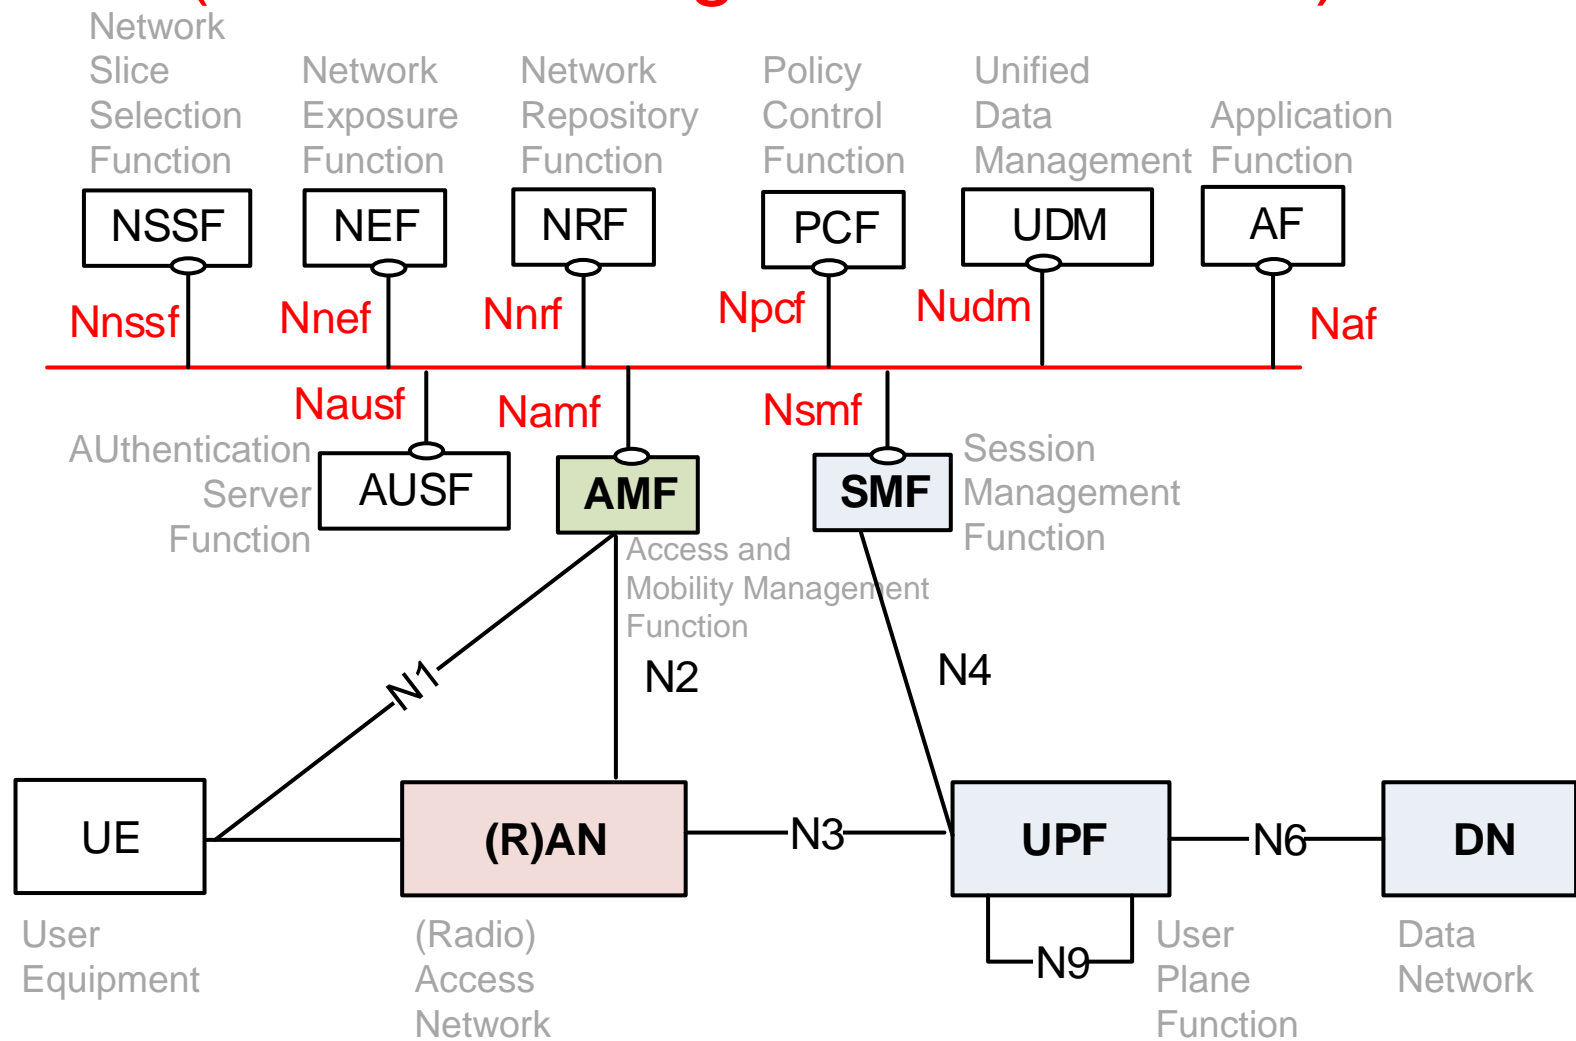 Network
Slice
Selection
Function
Network
Exposure
Function
Network
Repository
Function
Policy
Control
Function
Unified
Data
Management
Application
Function
NSSF
NEF
NRF
PCF
UDM
AF
Nnssf
Nnef
Nnrf
Npcf
Nudm
Naf
Nausf
Namf
Nsmf
AUthentication
Server
Function
AUSF
AMF
SMF
Session
Management
Function
Access and
Mobility Management
Function
N1
N2
N4
UE
(R)AN
N3
UPF
N6
DN
N9
User
Equipment
(Radio)
Access
Network
User
Plane
Function
Data
Network